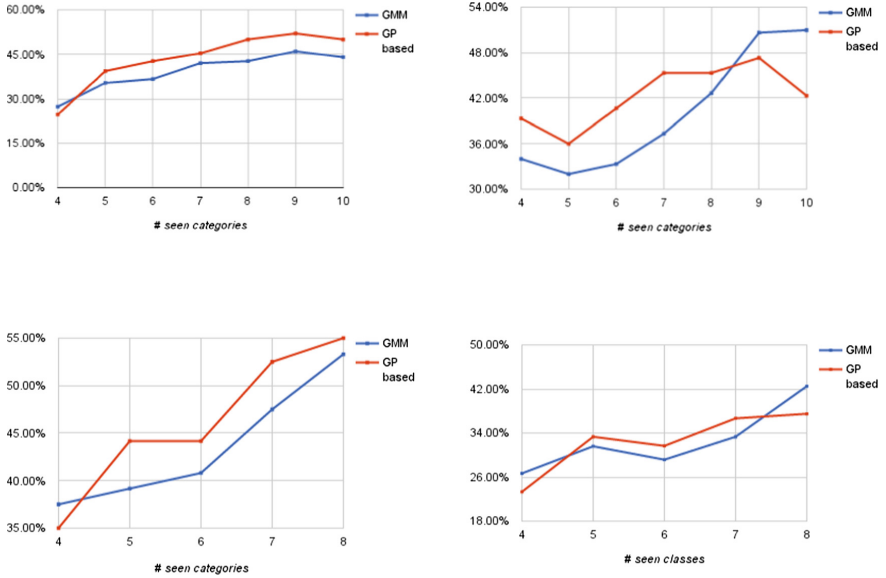 60.00%
45.00%
30.00%
15.00%
0.00%
4 5 6 7 8 9 10
# seen categories
GMM
GP
based
54.00%
48.00%
42.00%
36.00%
30.00%
4 5 6 7 8 9 10
# seen categories
GMM
GP
based
55.00%
50.00%
45.00%
40.00%
35.00%
4 5 6 7 8
# seen categories
GMM
GP
based
50.00%
42.00%
34.00%
26.00%
18.00%
4 5 6 7 8
# seen classes
GMM
GP
based